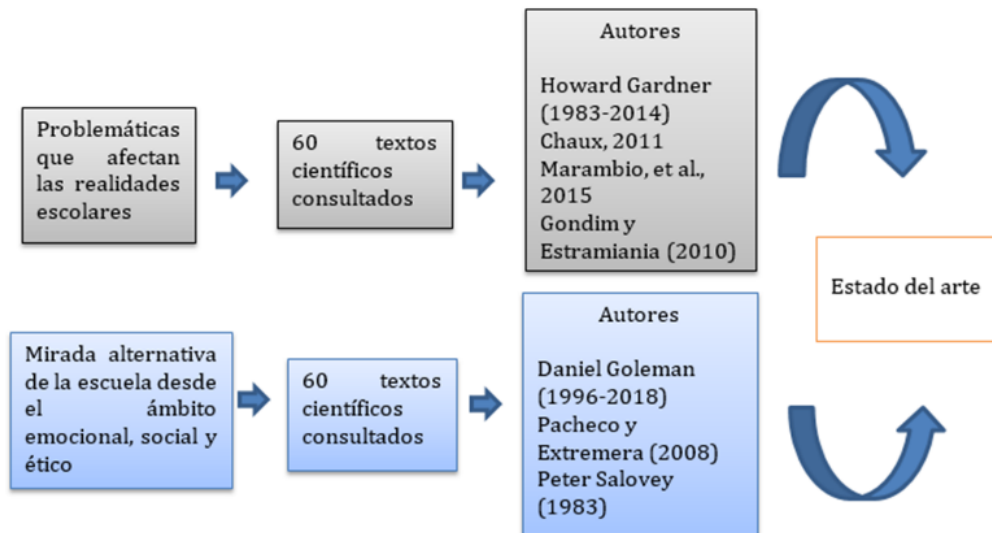 Problemáticas
que afectan
las realidades
escolares
60 textos
científicos
consultados
Autores
Howard Gardner
(1983-2014)
Chaux, 2011
Marambio, et al.,
2015
Gondim y
Estramiania (2010)
Mirada alternativa
de la escuela desde
el ámbito
emocional, social y
ético
60 textos
científicos
consultados
Autores
Daniel Goleman
(1996-2018)
Pacheco y
Extremera (2008)
Peter Salovey
(1983)
Estado del arte